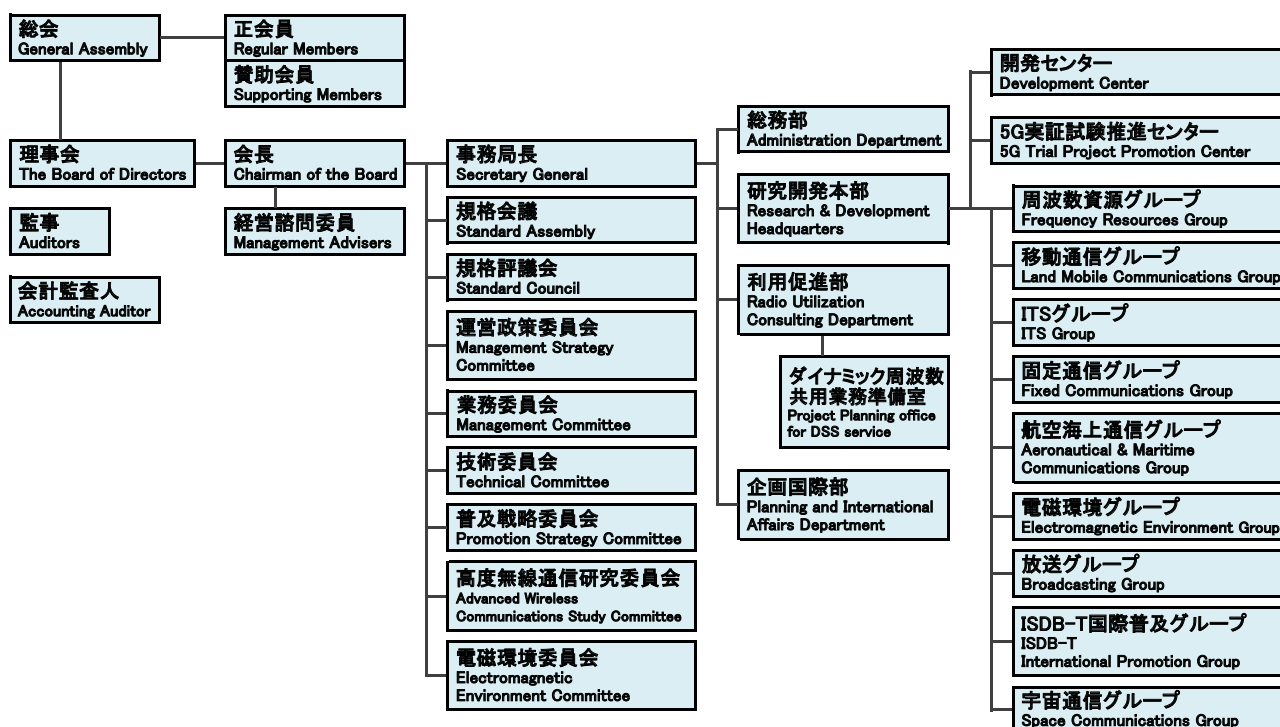 総会
General Assembly
正会員
Regular Members
賛助会員
Supporting Members
理事会
The Board of Directors
監事
Auditors
会計監査人
Accounting Auditor
会長
Chairman of the Board
経営諮問委員
Management Advisers
事務局長
Secretary General
規格会議
Standard Assembly
規格評議会
Standard Council
運営政策委員会
Management Strategy
Committee
業務委員会
Management Committee
技術委員会
Technical Committee
普及戦略委員会
Promotion Strategy Committee
高度無線通信研究委員会
Advanced Wireless
Communications Study Committee
電磁環境委員会
Electromagnetic
Environment Committee
総務部
Administration Department
研究開発本部
Research & Development
Headquarters
利用促進部
Radio Utilization
Consulting Department
ダイナミック周波数
共用業務準備室
Project Planning office
for DSS service
企画国際部
Planning and International
Affairs Department
開発センター
Development Center
5G実証試験推進センター
5G Trial Project Promotion Center
周波数資源グループ
Frequency Resources Group
移動通信グループ
Land Mobile Communications Group
ITSグループ
ITS Group
固定通信グループ
Fixed Communications Group
航空海上通信グループ
Aeronautical & Maritime
Communications Group
電磁環境グループ
Electromagnetic Environment Group
放送グループ
Broadcasting Group
ISDB-T国際普及グループ
ISDB-T
International Promotion Group
宇宙通信グループ
Space Communications Group